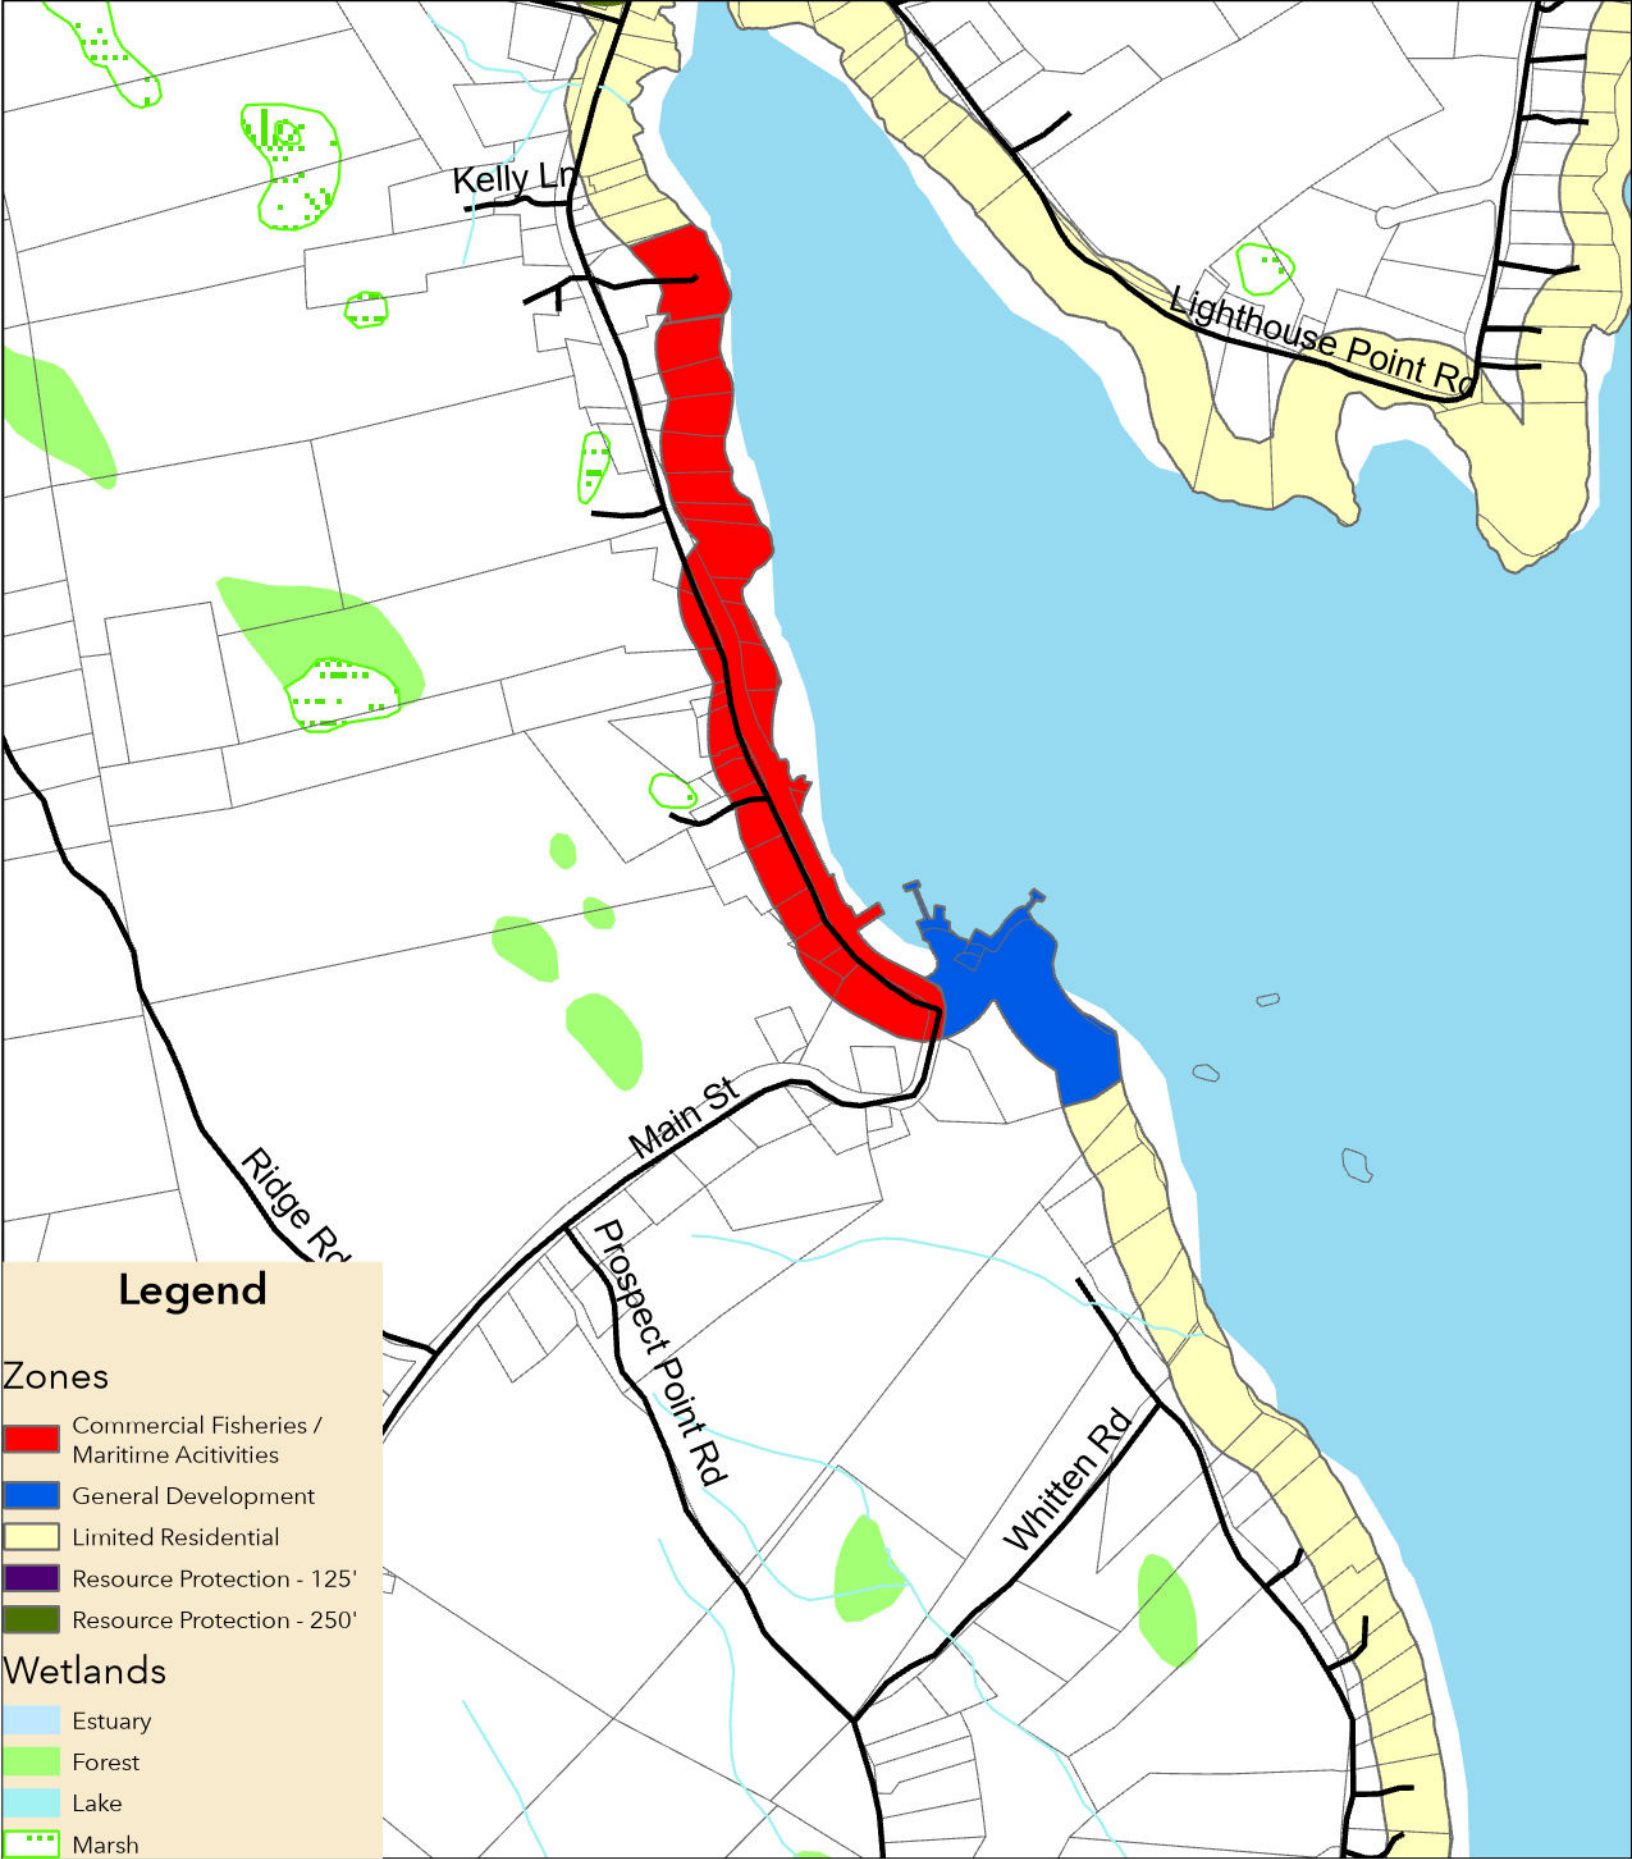 Kelly Ln
Lighthouse Point Rd
Main St
Ridge Rd
Prospect Point Rd
Whitten Rd
Legend
Zones
Commercial Fisheries /
Maritime Acitivities
General Development
Limited Residential
Resource Protection - 125'
Resource Protection - 250'
Wetlands
Estuary
Forest
Lake
Marsh